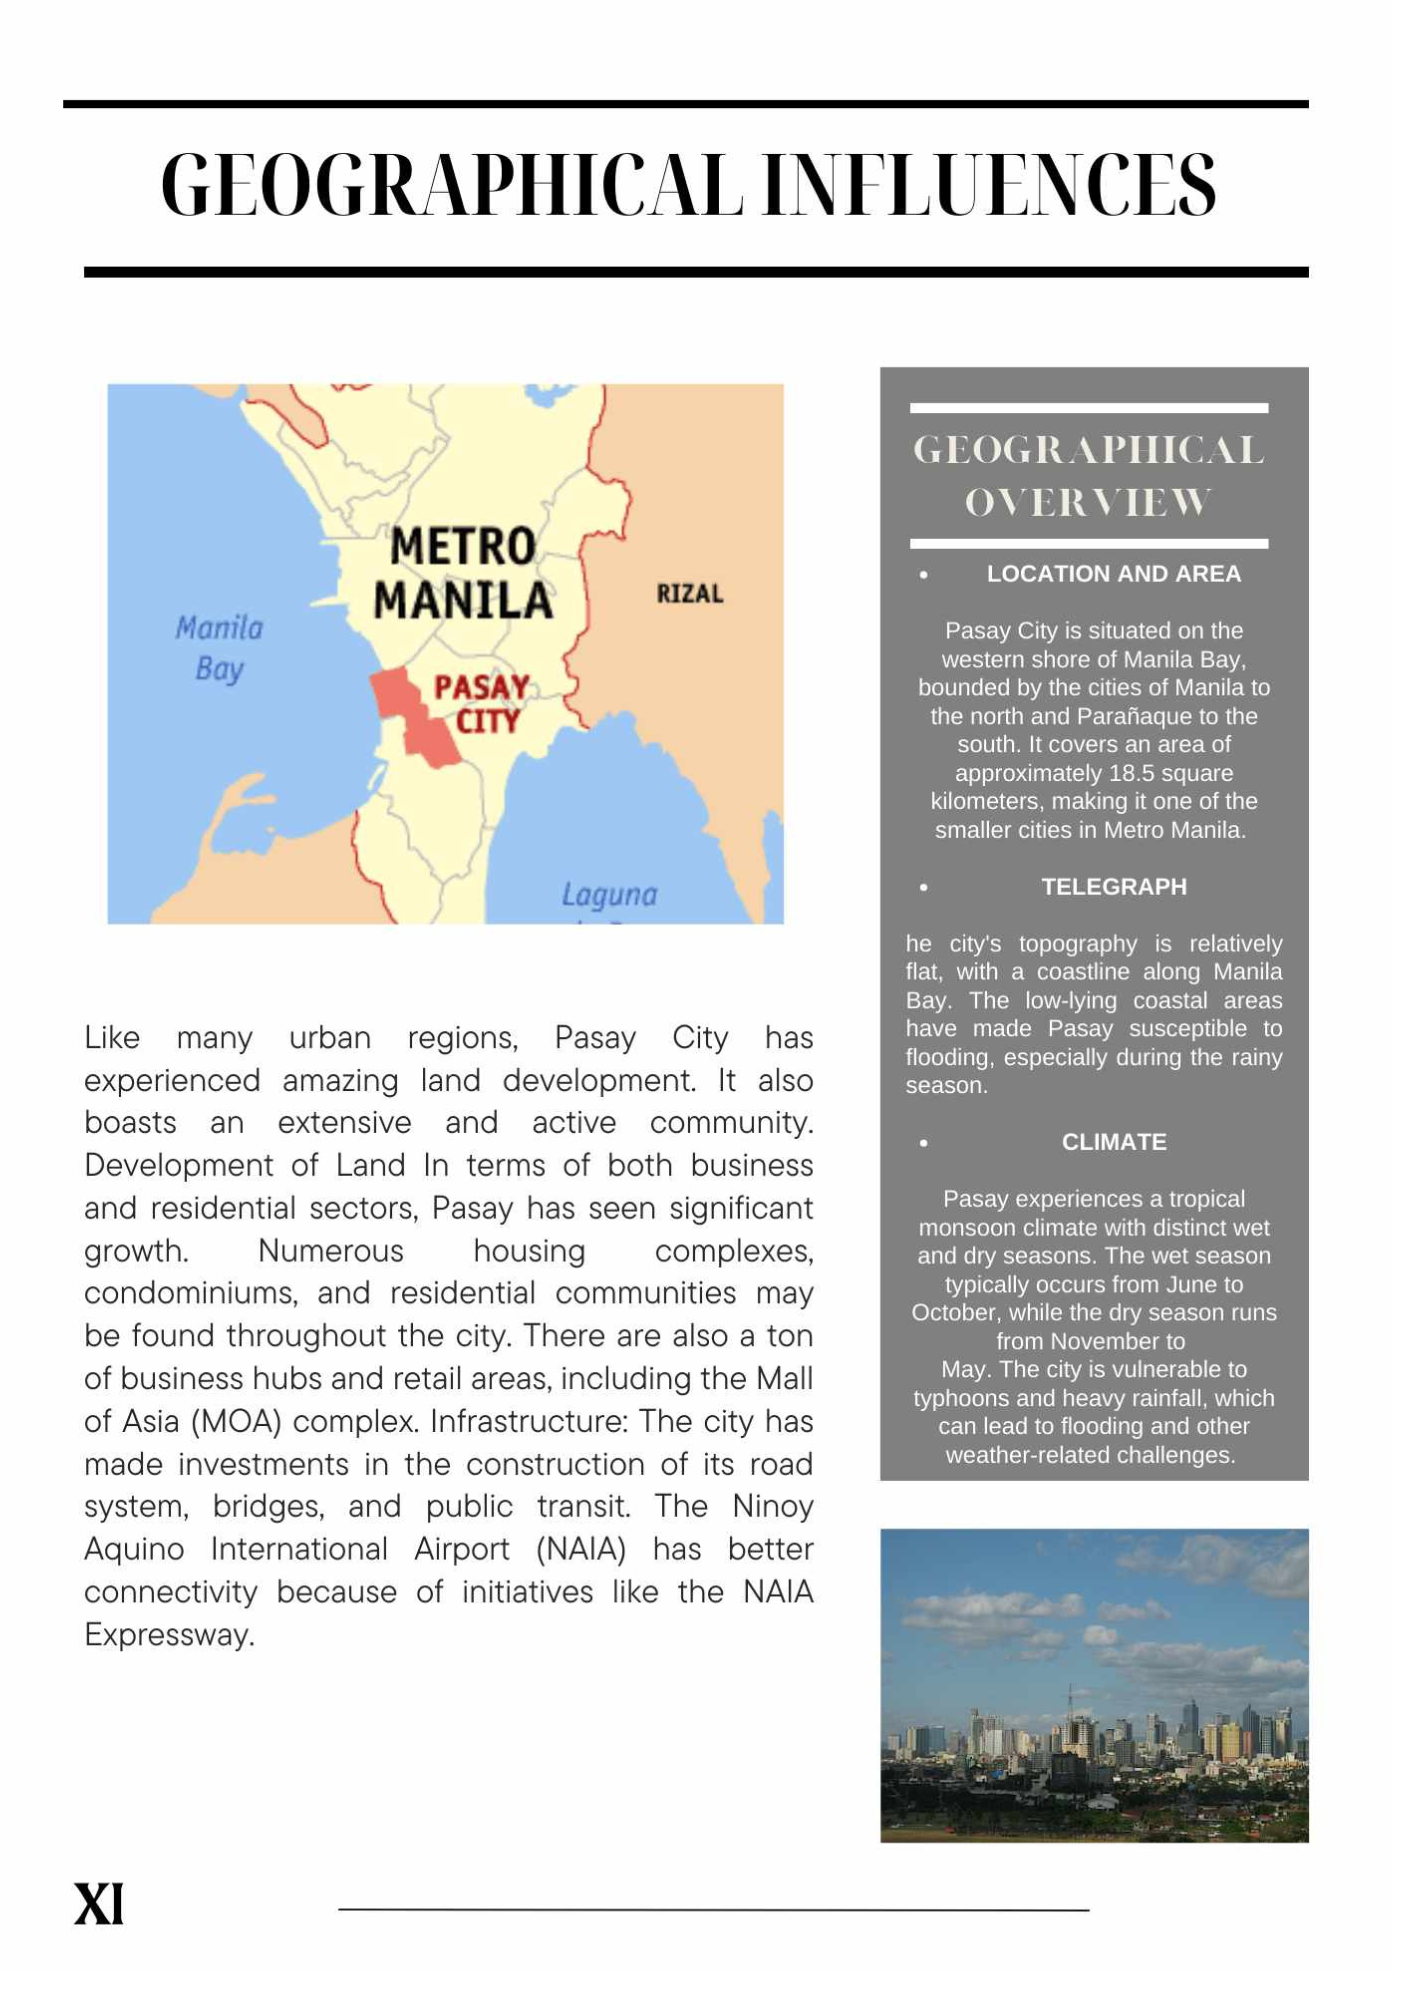 GEOGRAPHICAL INFLUENCES
METRO
MANILA
RIZAL
Manila
Bay
PASAY
CITY
Laguna
Like many urban regions, Pasay City has
experienced amazing land development. It also
boasts an extensive and active community.
Development of Land In terms of both business
and residential sectors, Pasay has seen significant
growth. Numerous housing complexes,
condominiums, and residential communities may
be found throughout the city. There are also a ton
of business hubs and retail areas, including the Mall
of Asia (MOA) complex. Infrastructure: The city has
made investments in the construction of its road
system, bridges, and public transit. The Ninoy
Aquino International Airport (NAIA) has better
connectivity because of initiatives like the NAIA
Expressway.
GEOGRAPHICAL
OVERVIEW
• LOCATION AND AREA
Pasay City is situated on the
western shore of Manila Bay,
bounded by the cities of Manila to
the north and Parañaque to the
south. It covers an area of
approximately 18.5 square
kilometers, making it one of the
smaller cities in Metro Manila.
• TELEGRAPH
he city's topography is relatively
flat, with a coastline along Manila
Bay. The low-lying coastal areas
have made Pasay susceptible to
flooding, especially during the rainy
season.
• CLIMATE
Pasay experiences a tropical
monsoon climate with distinct wet
and dry seasons. The wet season
typically occurs from June to
October, while the dry season runs
from November to
May. The city is vulnerable to
typhoons and heavy rainfall, which
can lead to flooding and other
weather-related challenges.
XI